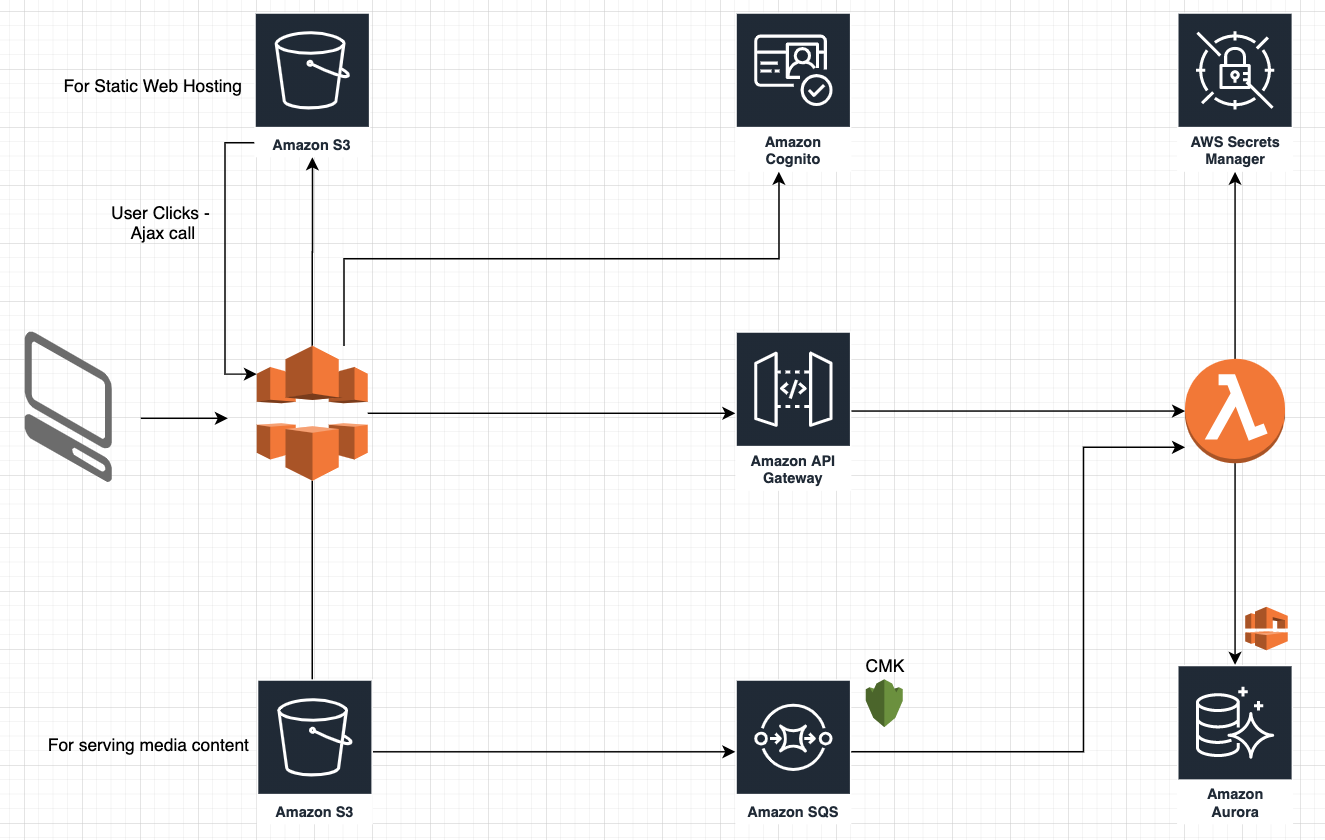 For Static Web Hosting
Amazon S3
Amazon
Cognito
AWS Secrets
Manager
User Clicks -
Ajax call
Amazon API
Gateway
CMK
For serving media content
Amazon S3
Amazon SQS
Amazon
Aurora